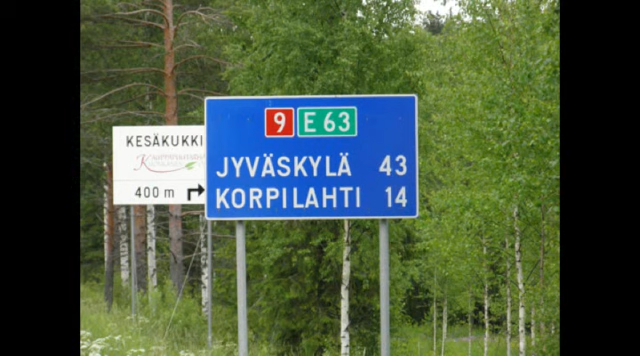 9 E 63
JYVÄSKYLÄ 43
KORPILAHTI 14
KESÄKUKKI
400 m